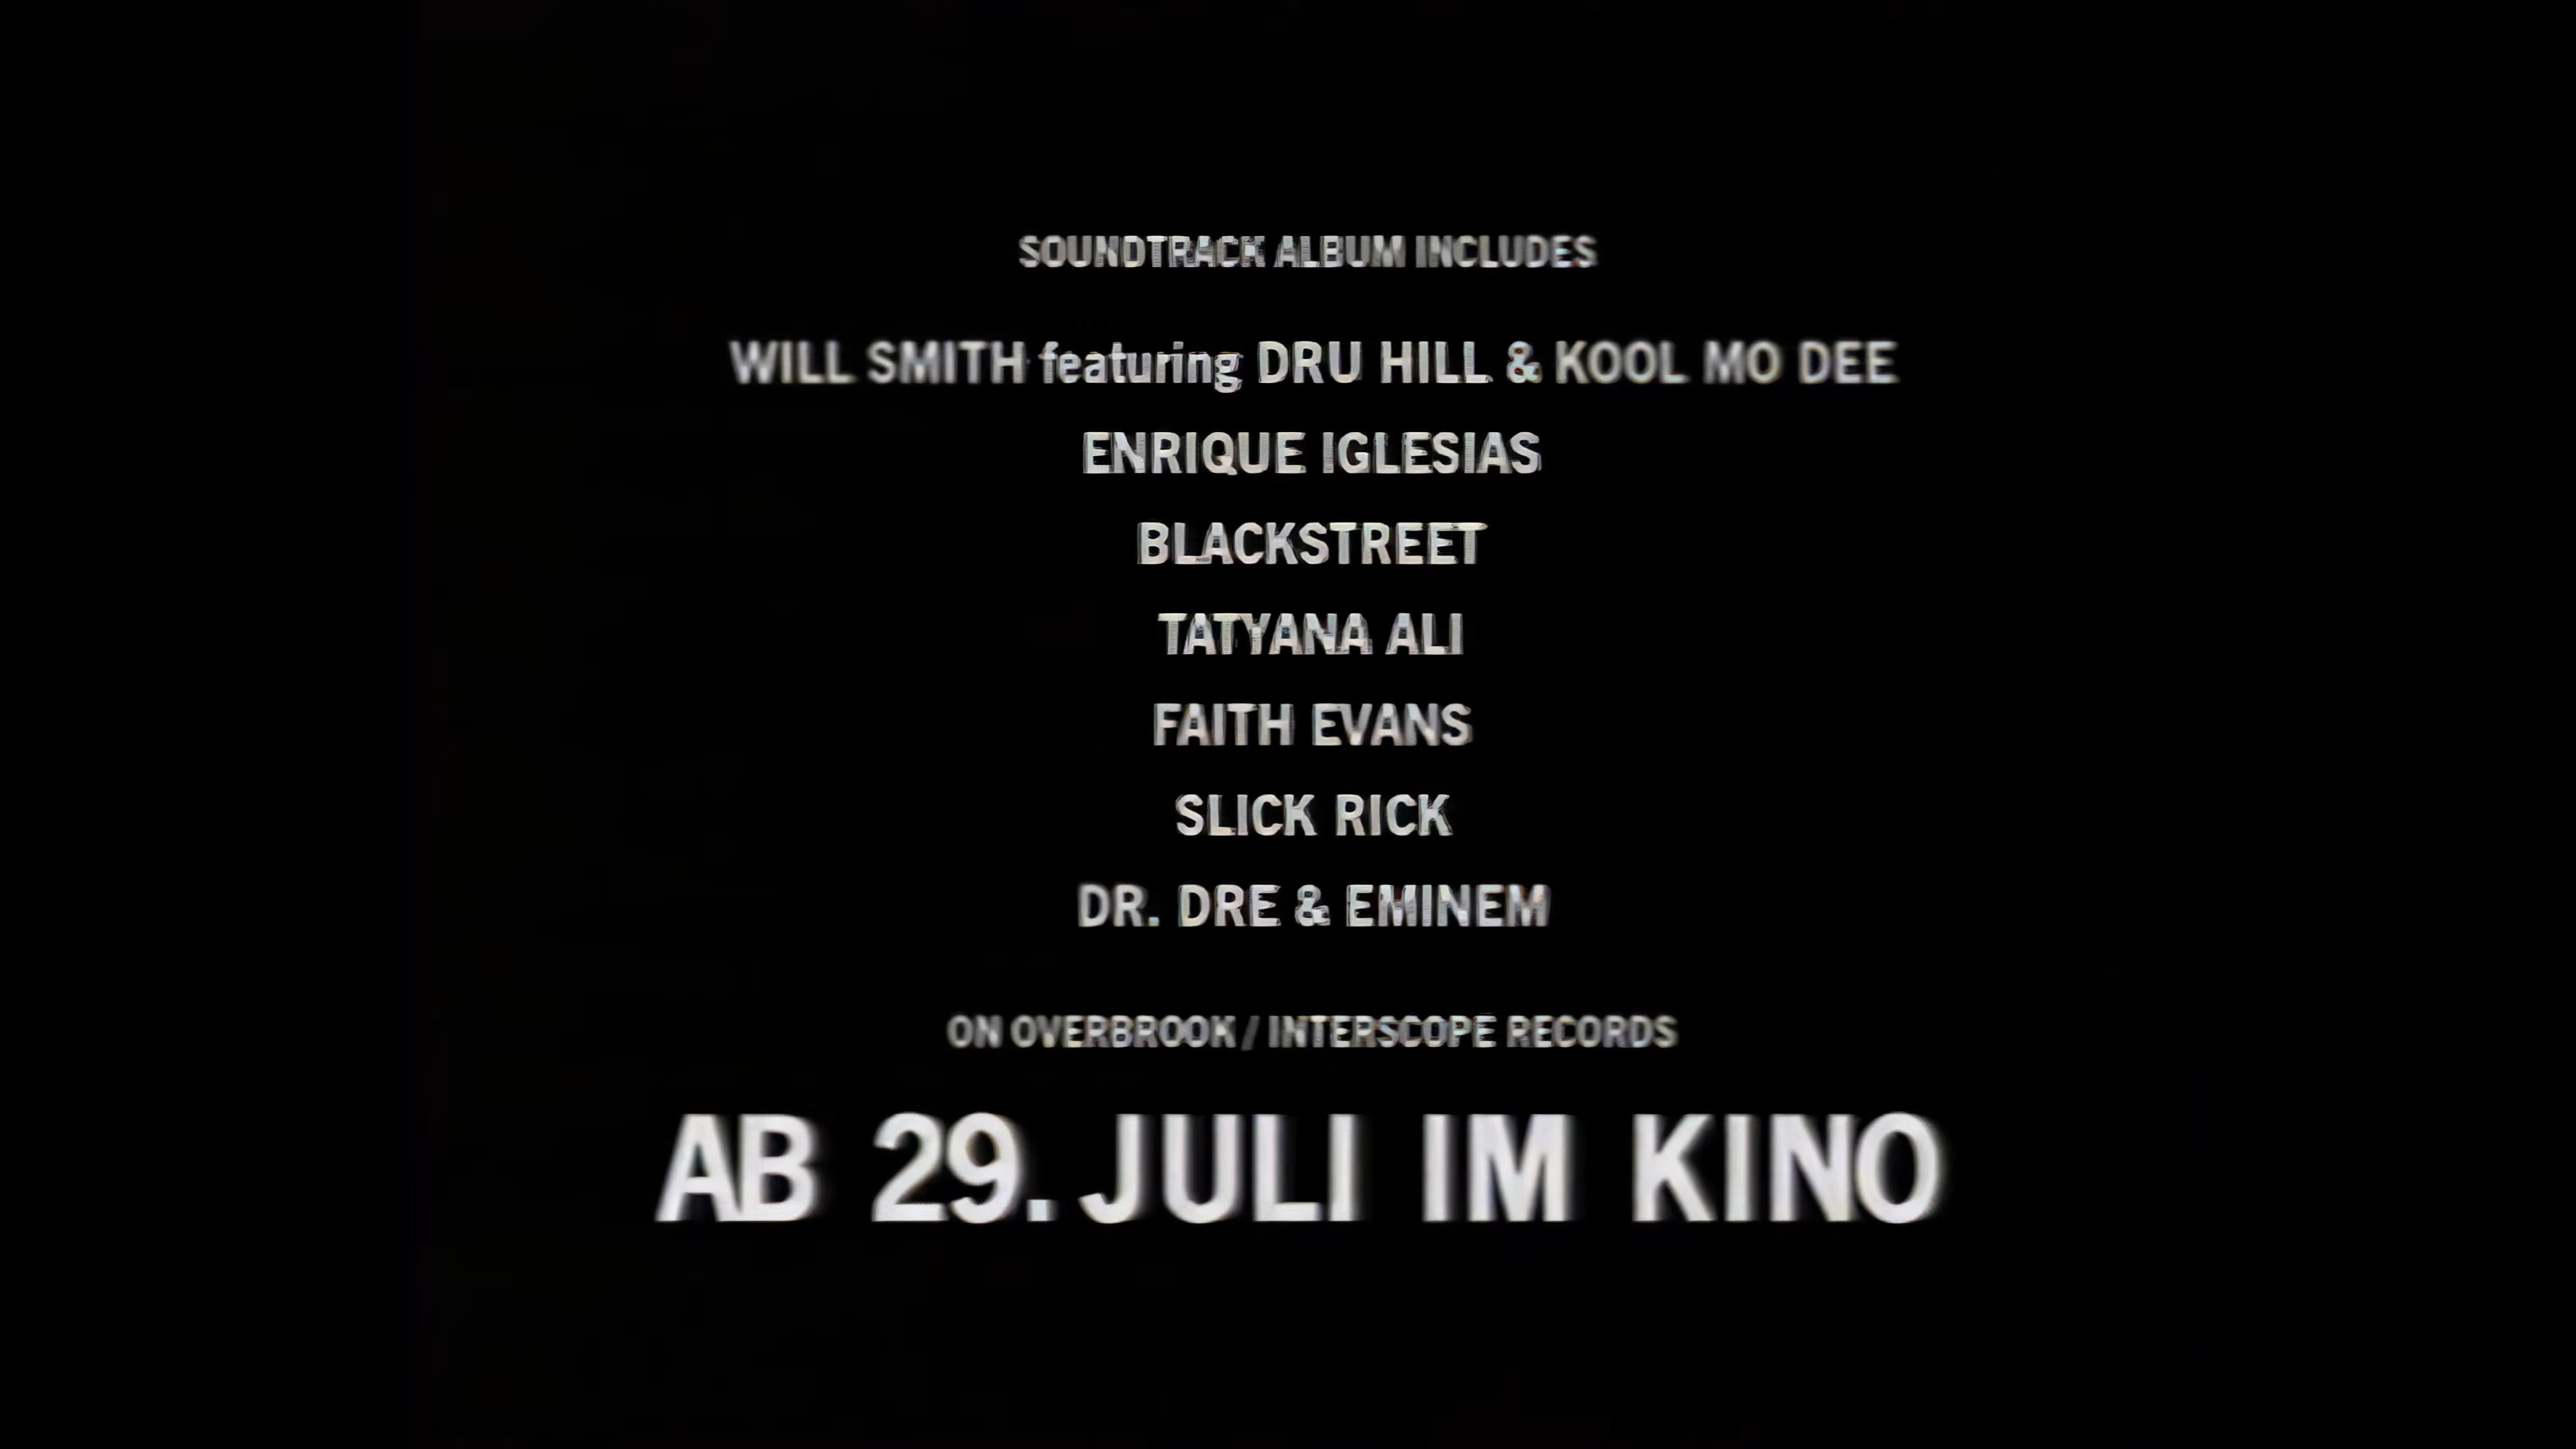 SOUNDTRACK ALBUM INCLUDES
WILL SMITH featuring DRU HILL & KOOL MO DEE
ENRIQUE IGLESIAS
BLACKSTREET
TATYANA ALI
FAITH EVANS
SLICK RICK
DR. DRE & EMINEM
ON OVERBROOK / INTERSCOPE RECORDS
AB 29. JULI IM KINO